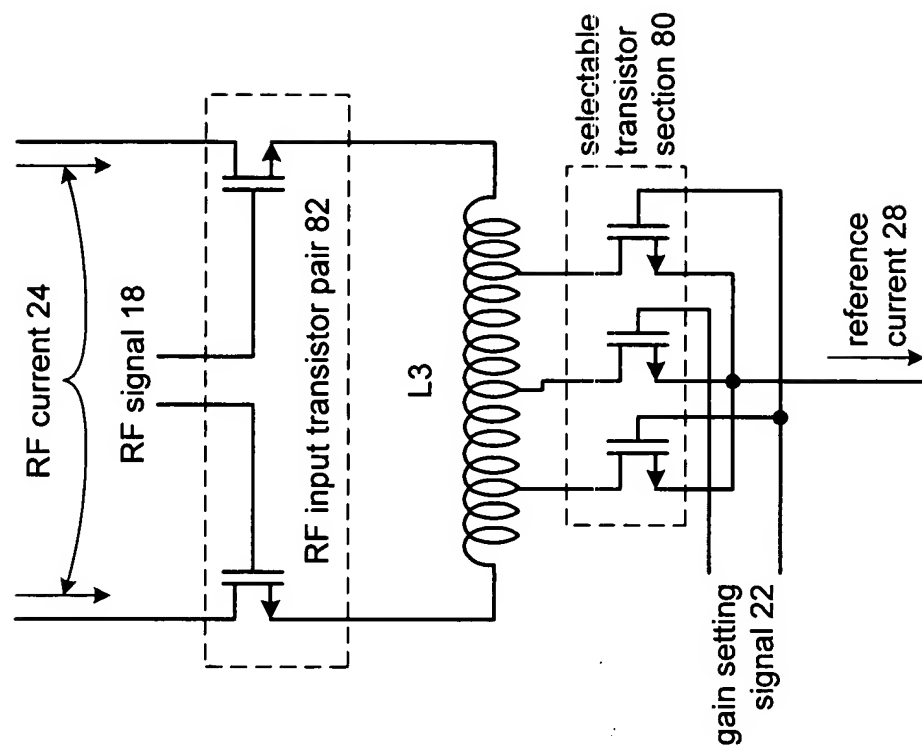 RF current 24
RF signal 18
RF input transistor pair 82
L3
selectable
transistor
section 80
gain setting
signal 22
reference
current 28